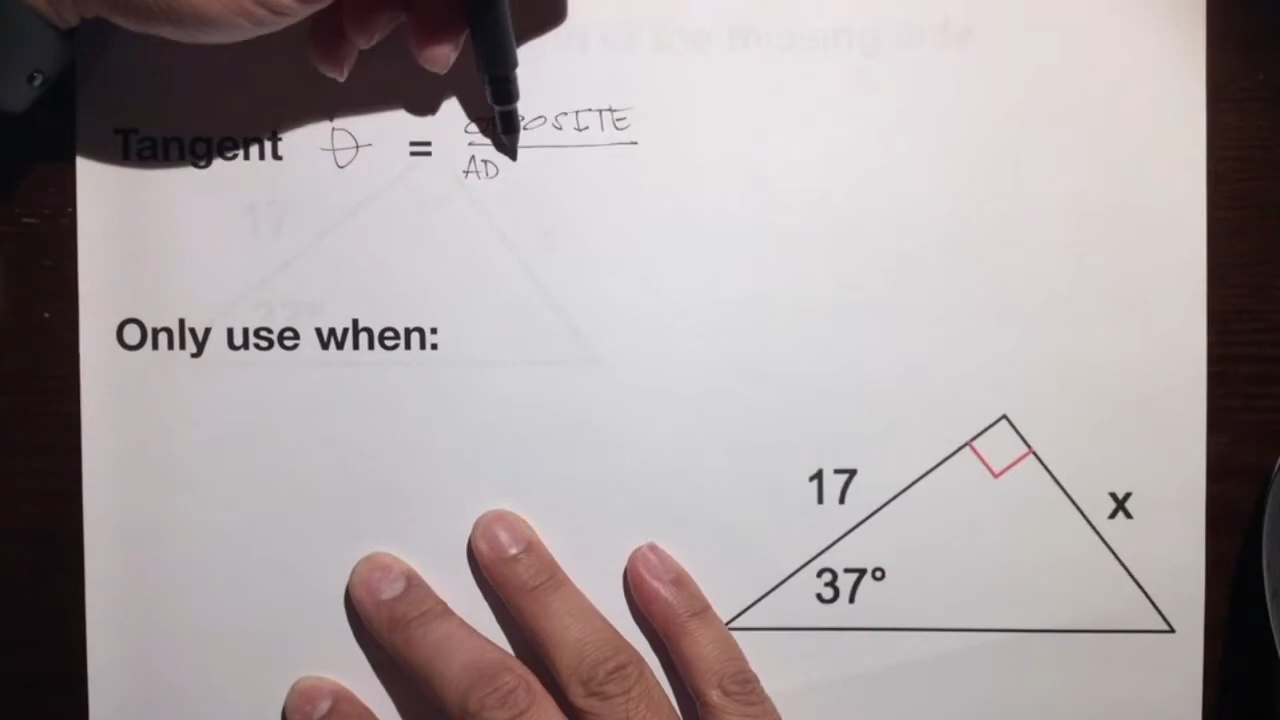 Tangent θ = OPPOSITE
AD
Only use when:
17
x
37°